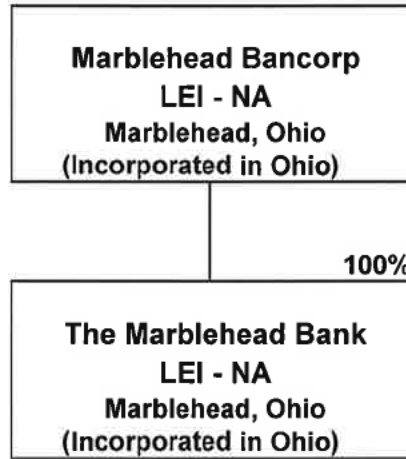 Marblehead Bancorp
LEI - NA
Marblehead, Ohio
(Incorporated in Ohio)
100%
The Marblehead Bank
LEI - NA
Marblehead, Ohio
(Incorporated in Ohio)